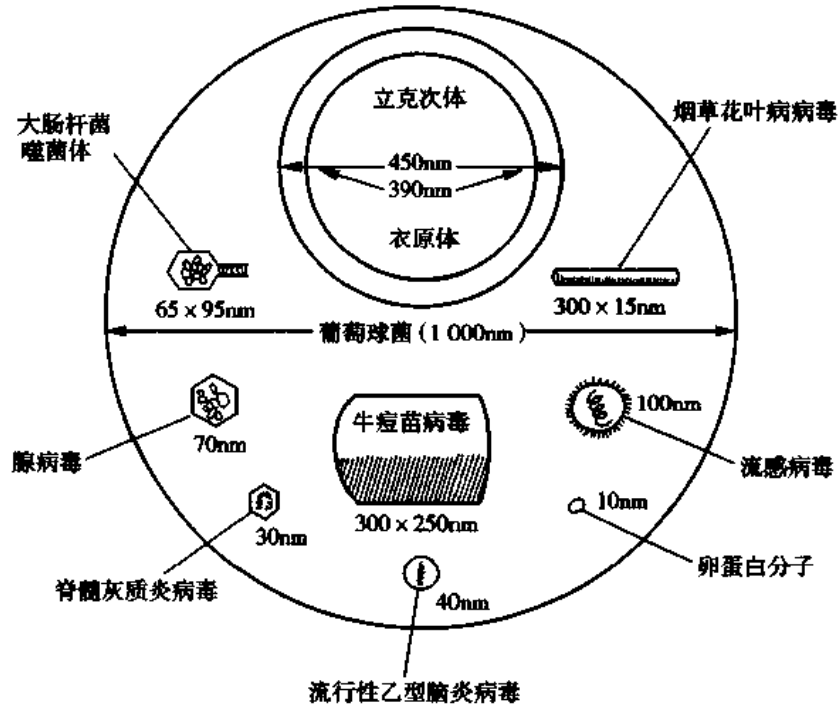 立克次体
大肠杆菌
噬菌体
烟草花叶病病毒
450nm
390nm
衣原体
65×95nm
300×15nm
葡萄球菌(1 000nm)
牛痘苗病毒
100nm
70nm
腺病毒
流感病毒
10nm
300×250nm
30nm
卵蛋白分子
脊髓灰质炎病毒
40nm
流行性乙型脑炎病毒